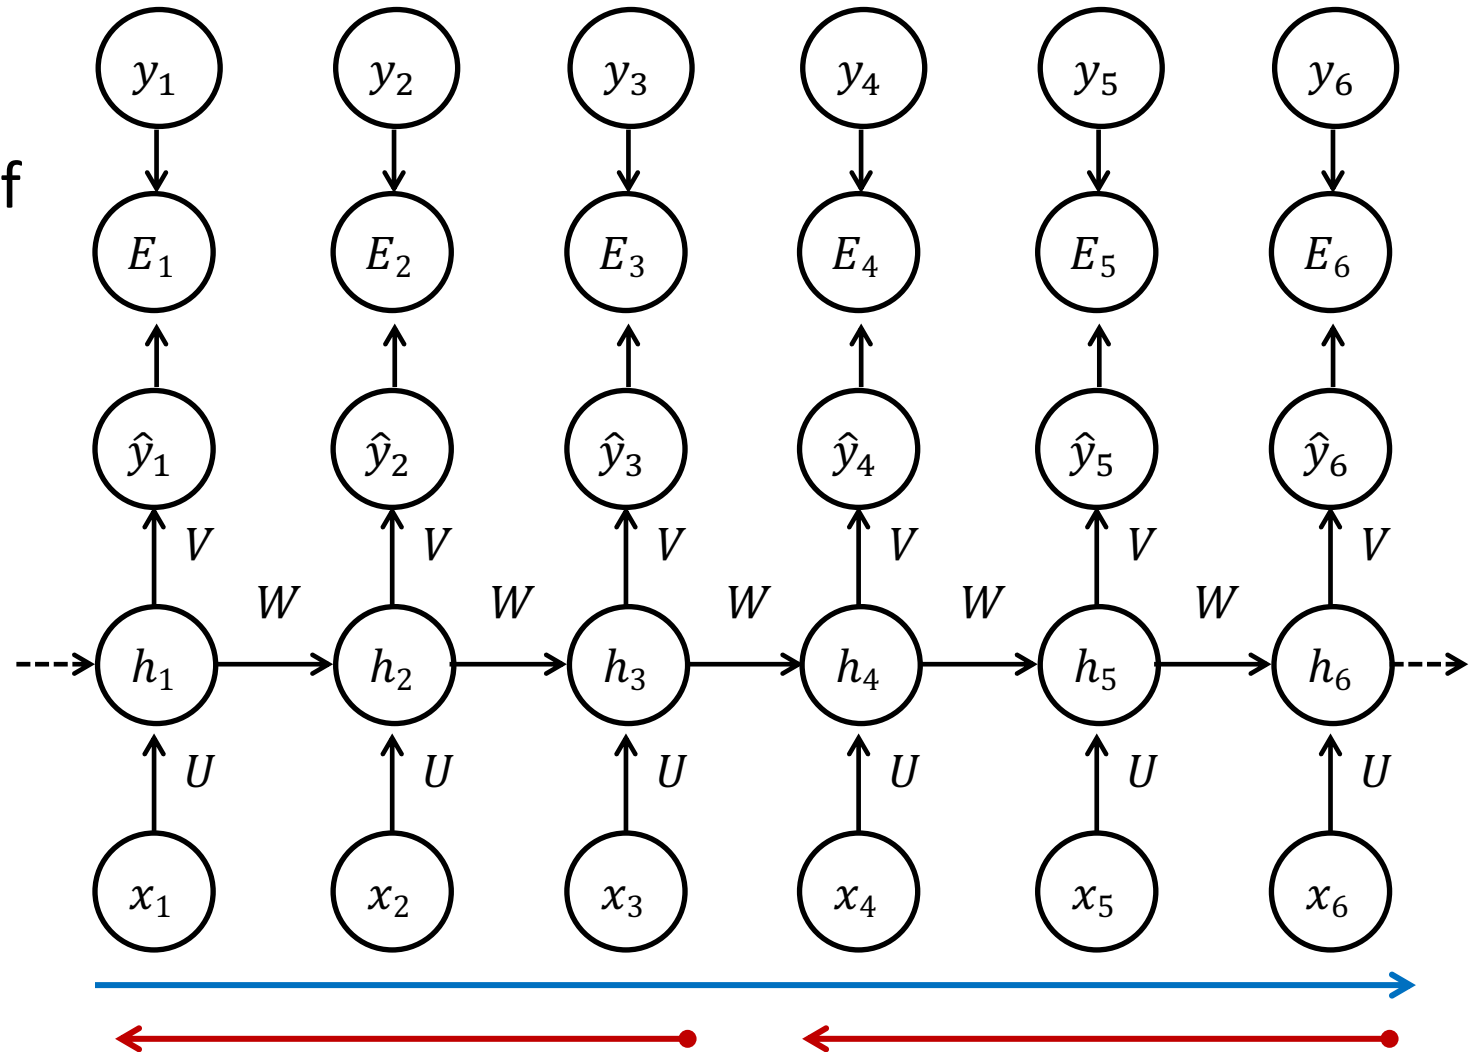 y₁ y₂ y₃ y₄ y₅ y₆
f
E₁ E₂ E₃ E₄ E₅ E₆
ŷ₁ ŷ₂ ŷ₃ ŷ₄ ŷ₅ ŷ₆
V V V V V V
W W W W W
h₁ h₂ h₃ h₄ h₅ h₆
U U U U U U
x₁ x₂ x₃ x₄ x₅ x₆